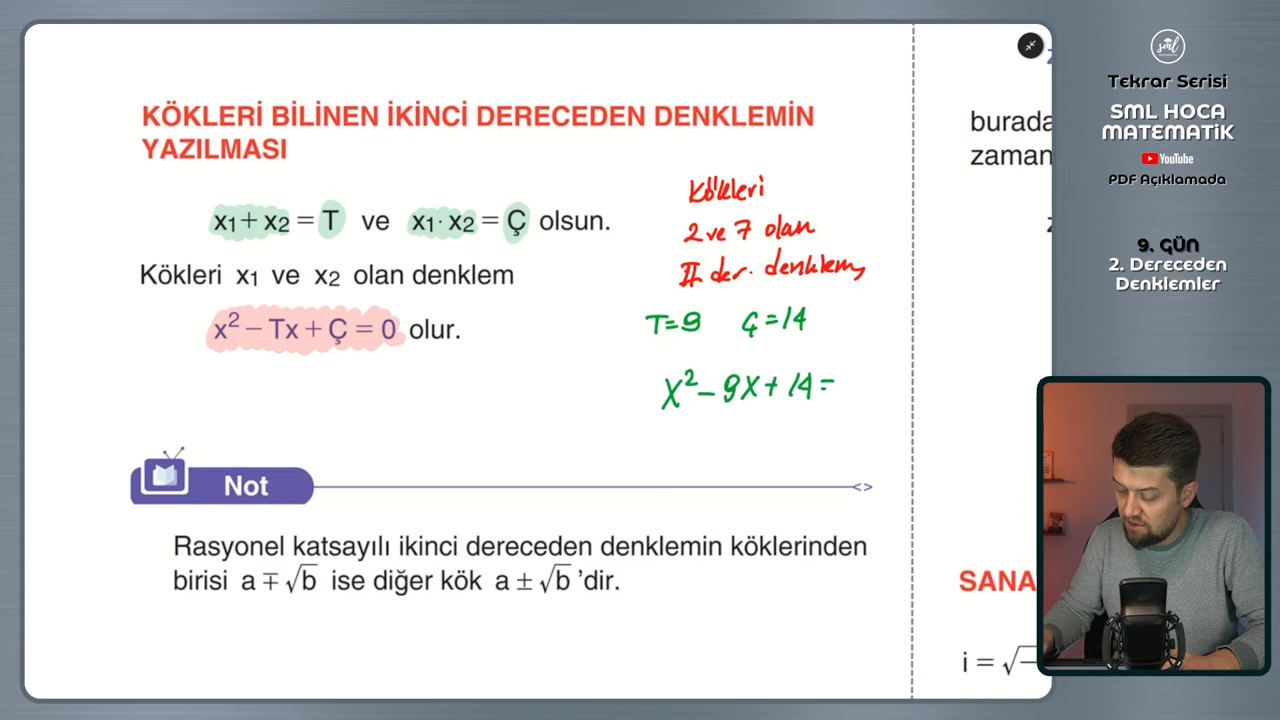 KÖKLERİ BİLİNEN İKİNCİ DERECEDEN DENKLEMİN
YAZILMASI
x₁ + x₂ = T ve x₁ · x₂ = Ç olsun.
Kökleri x₁ ve x₂ olan denklem
x² − Tx + Ç = 0 olur.
Kökleri
2 ve 7 olan
II. der. denklem,
T=9 Ç=14
x² − 9x + 14 =
Not
Rasyonel katsayılı ikinci dereceden denklemin köklerinden
birisi a ∓ √b ise diğer kök a ± √b 'dir.
burada
zaman
z
SANA
i = √−
sml
Tekrar Serisi
SML HOCA
MATEMATİK
YouTube
PDF Açıklamada
9. GÜN
2. Dereceden
Denklemler